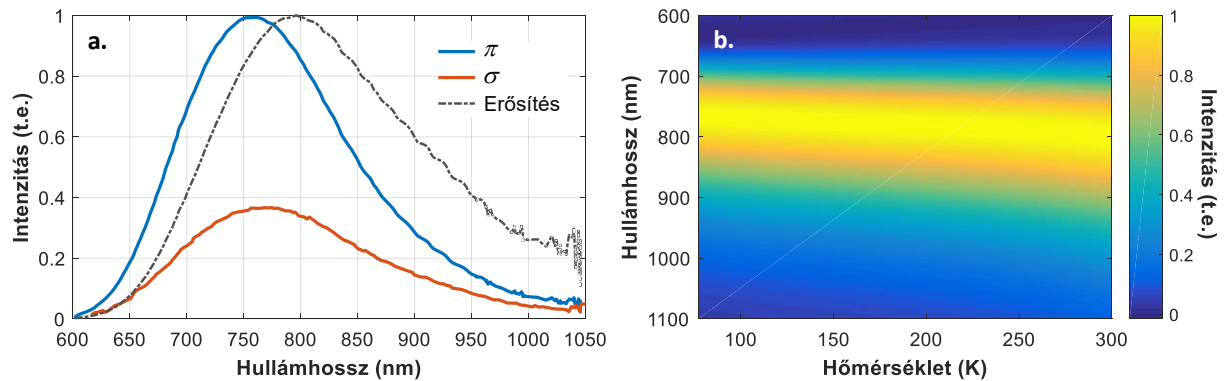 a.
π
σ
Erősítés
Intenzitás (t.e.)
1
0.8
0.6
0.4
0.2
0
600 650 700 750 800 850 900 950 1000 1050
Hullámhossz (nm)
b.
Hullámhossz (nm)
600
700
800
900
1000
1100
100 150 200 250 300
Hőmérséklet (K)
1
0.8
0.6
0.4
0.2
0
Intenzitás (t.e)